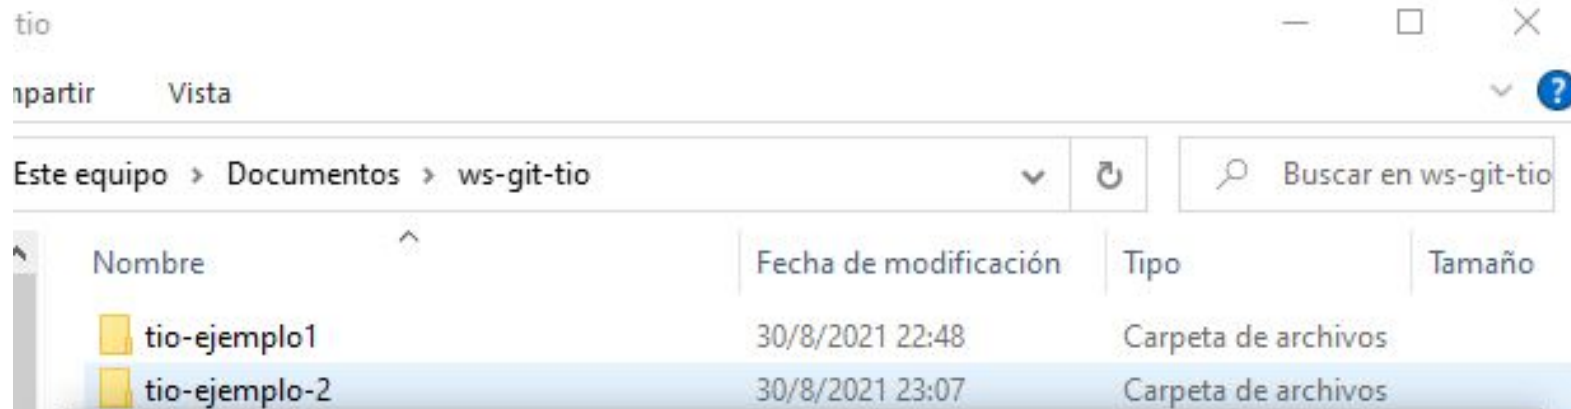 tio
npartir Vista
Este equipo > Documentos > ws-git-tio Buscar en ws-git-tio
Nombre Fecha de modificación Tipo Tamaño
tio-ejemplo1 30/8/2021 22:48 Carpeta de archivos
tio-ejemplo-2 30/8/2021 23:07 Carpeta de archivos